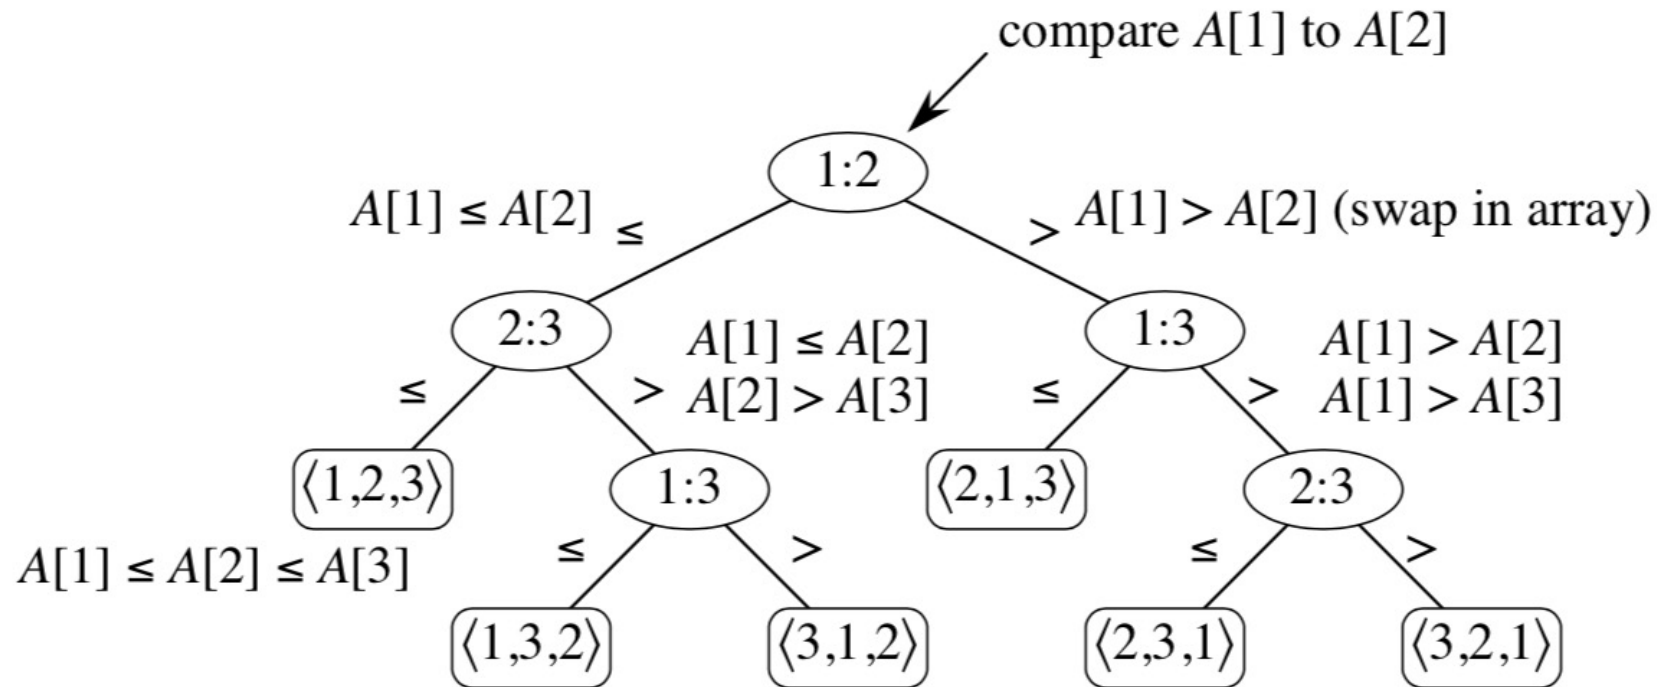 compare A[1] to A[2]
1:2
A[1] ≤ A[2] ≤
> A[1] > A[2] (swap in array)
2:3
A[1] ≤ A[2]
≤
> A[2] > A[3]
1:3
A[1] > A[2]
≤
> A[1] > A[3]
⟨1,2,3⟩
1:3
⟨2,1,3⟩
2:3
A[1] ≤ A[2] ≤ A[3]
≤
>
≤
>
⟨1,3,2⟩
⟨3,1,2⟩
⟨2,3,1⟩
⟨3,2,1⟩